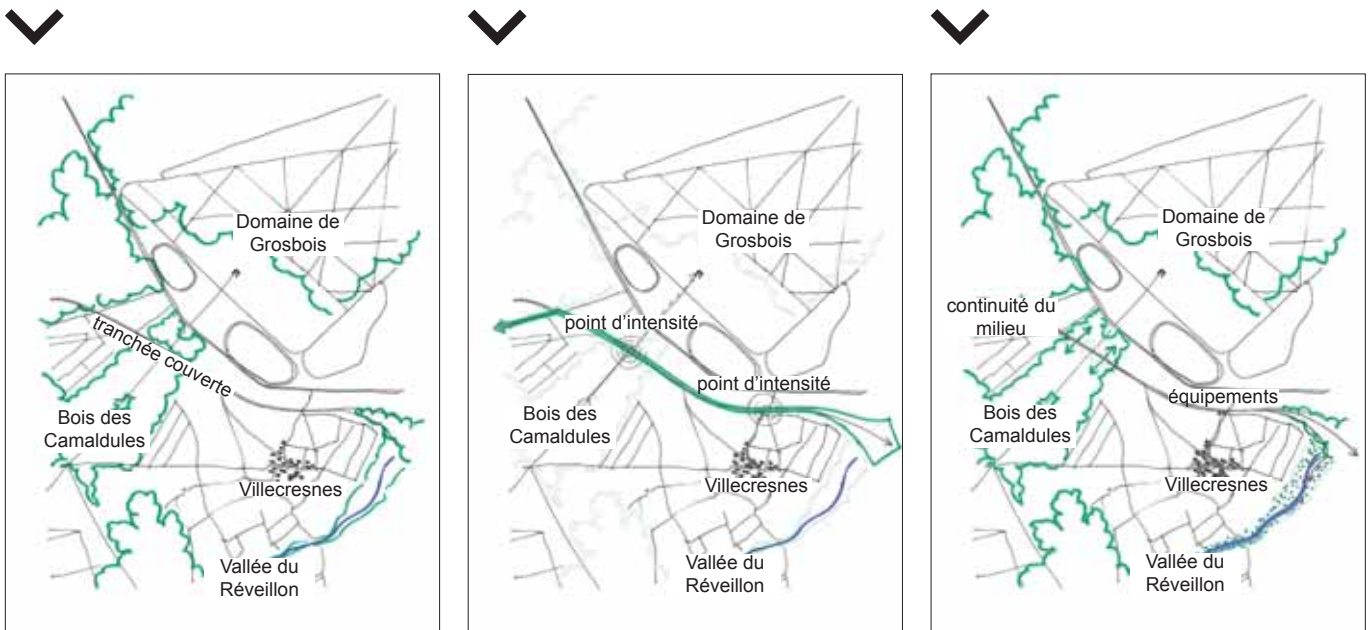 Domaine de
Grosbois
tranchée couverte
Bois des
Camaldules
Villecresnes
Vallée du
Réveillon
Domaine de
Grosbois
point d'intensité
point d'intensité
Bois des
Camaldules
Villecresnes
Vallée du
Réveillon
Domaine de
Grosbois
continuité du
milieu
équipements
Bois des
Camaldules
Villecresnes
Vallée du
Réveillon